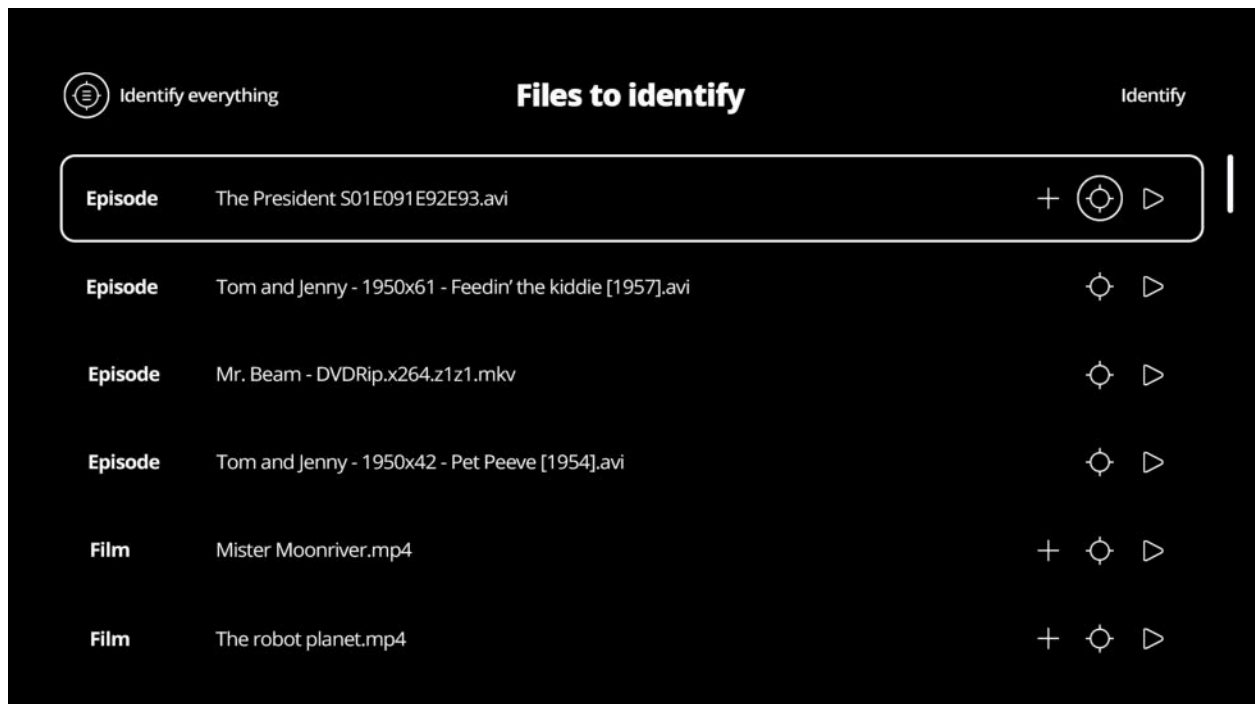 Identify everything
Files to identify
Identify
Episode The President S01E091E92E93.avi
Episode Tom and Jenny - 1950x61 - Feedin’ the kiddie [1957].avi
Episode Mr. Beam - DVDRip.x264.z1z1.mkv
Episode Tom and Jenny - 1950x42 - Pet Peeve [1954].avi
Film Mister Moonriver.mp4
Film The robot planet.mp4